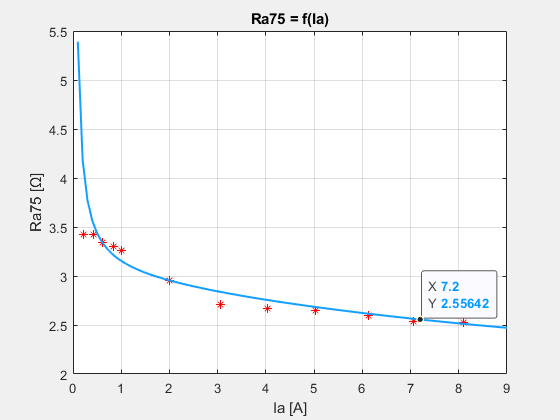 Ra75 = f(Ia)
5.5
5
4.5
4
3.5
3
2.5
2
Ra75 [Ω]
X 7.2
Y 2.55642
0 1 2 3 4 5 6 7 8 9
Ia [A]